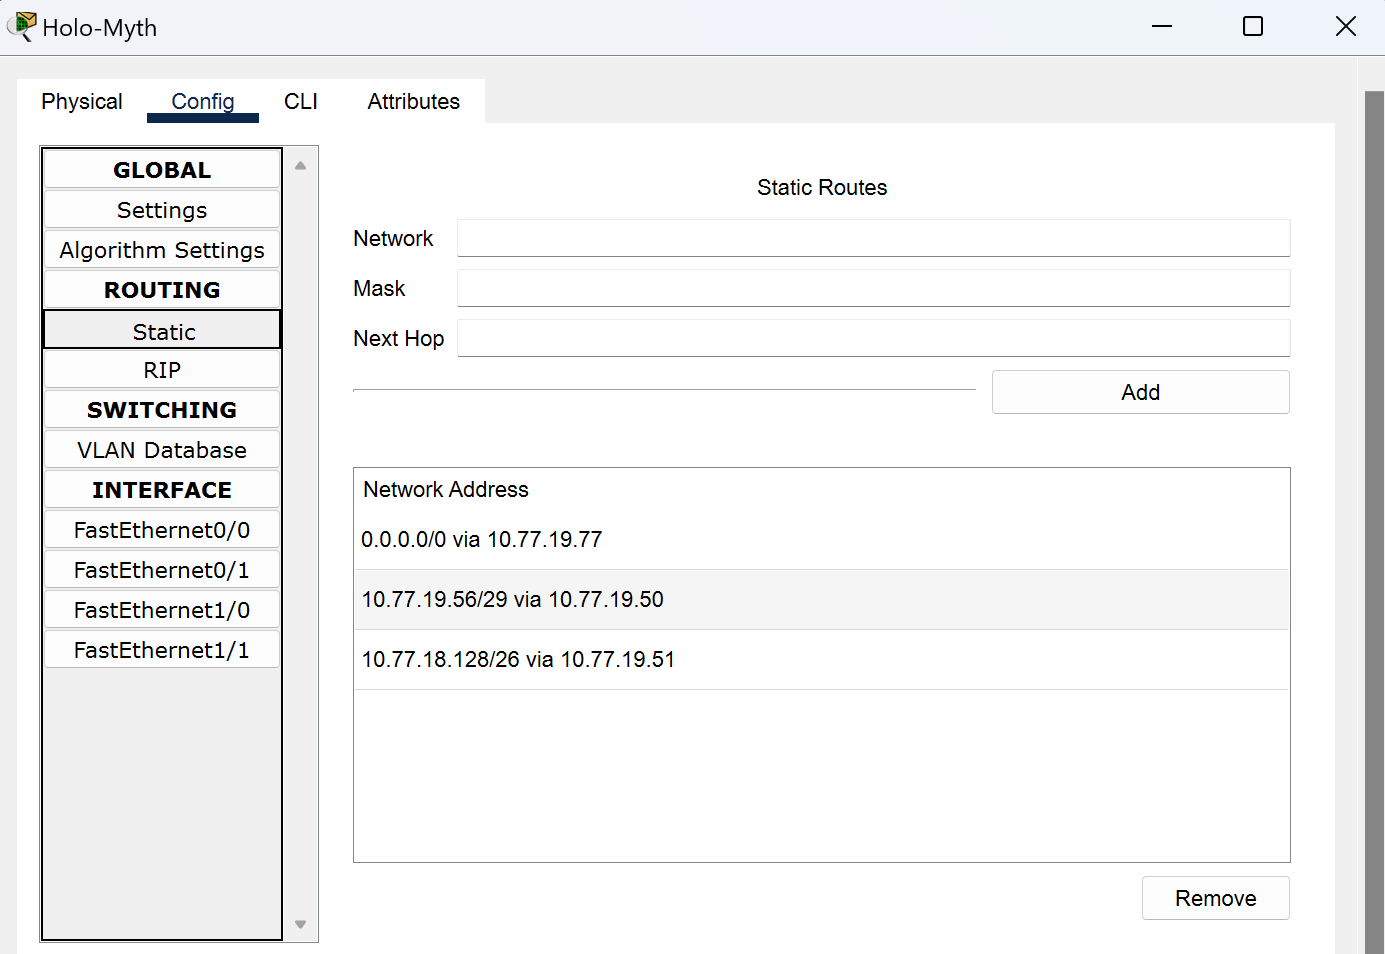 Holo-Myth
Physical Config CLI Attributes
GLOBAL
Settings
Algorithm Settings
ROUTING
Static
RIP
SWITCHING
VLAN Database
INTERFACE
FastEthernet0/0
FastEthernet0/1
FastEthernet1/0
FastEthernet1/1
Static Routes
Network
Mask
Next Hop
Add
Network Address
0.0.0.0/0 via 10.77.19.77
10.77.19.56/29 via 10.77.19.50
10.77.18.128/26 via 10.77.19.51
Remove